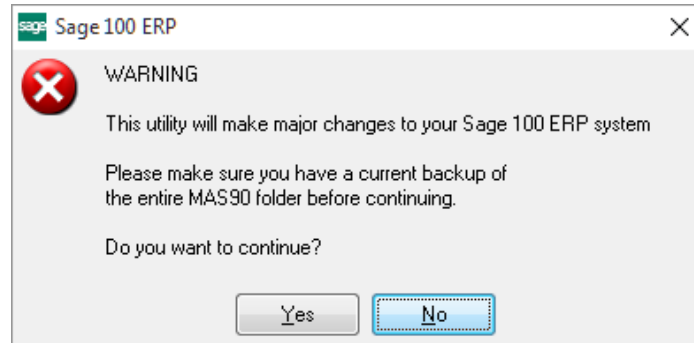 sage Sage 100 ERP
WARNING
This utility will make major changes to your Sage 100 ERP system
Please make sure you have a current backup of
the entire MAS90 folder before continuing.
Do you want to continue?
Yes No